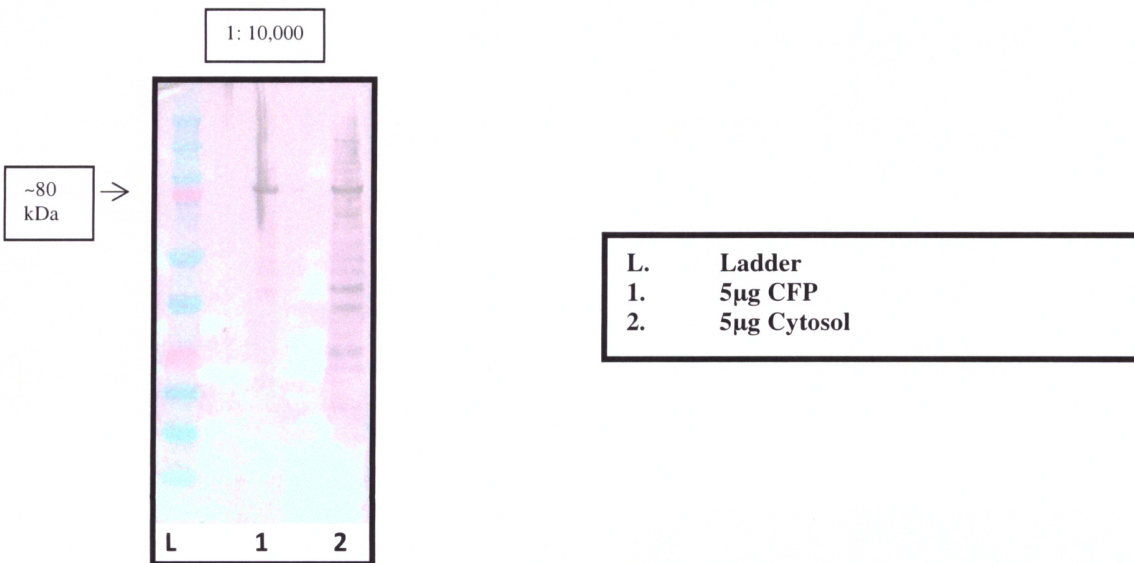 1: 10,000
~80
kDa
L. Ladder
1. 5µg CFP
2. 5µg Cytosol
L 1 2